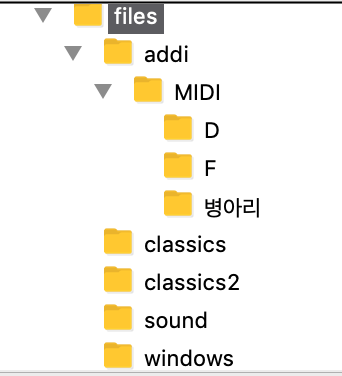 files
addi
MIDI
D
F
병아리
classics
classics2
sound
windows